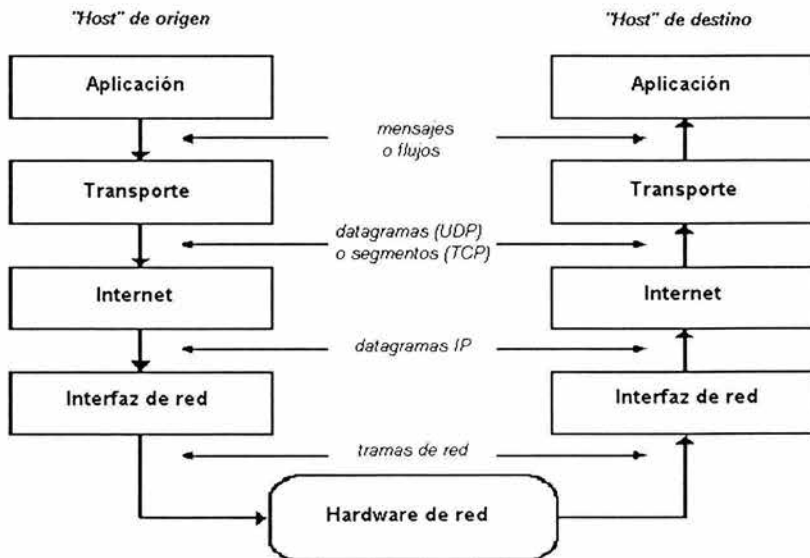 "Host" de origen
"Host" de destino
Aplicación
Aplicación
mensajes
o flujos
Transporte
Transporte
datagramas (UDP)
o segmentos (TCP)
Internet
Internet
datagramas IP
Interfaz de red
Interfaz de red
tramas de red
Hardware de red